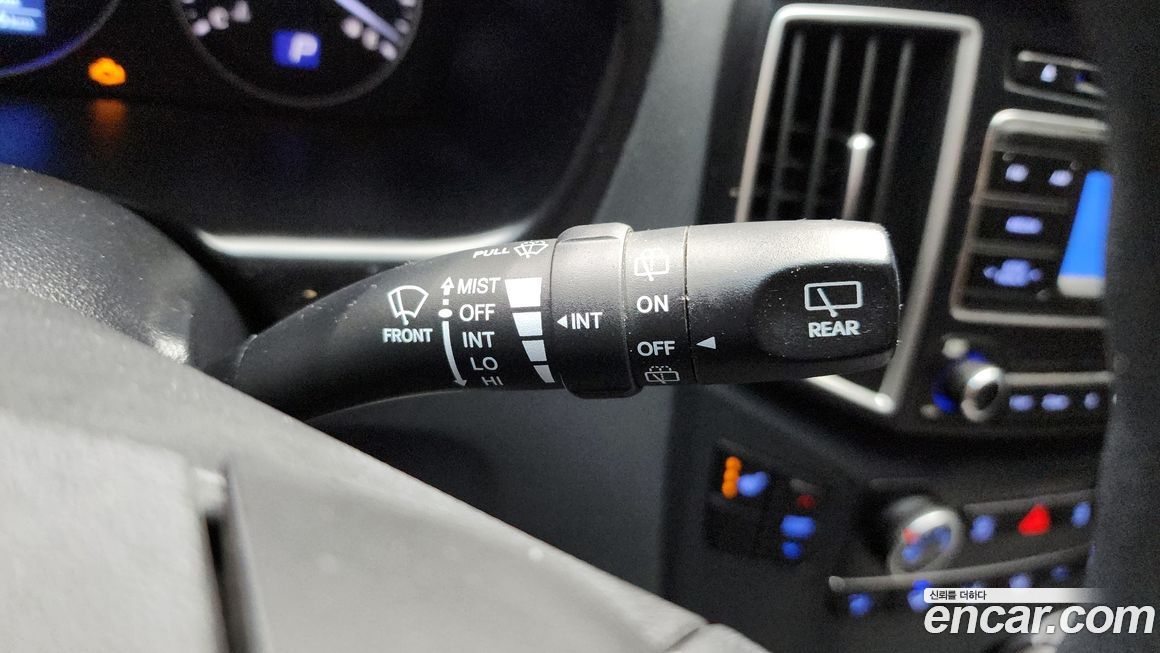 P
PULL
MIST
OFF
INT
LO
HI
FRONT
INT
ON
OFF
REAR
신뢰를 더하다
encar.com